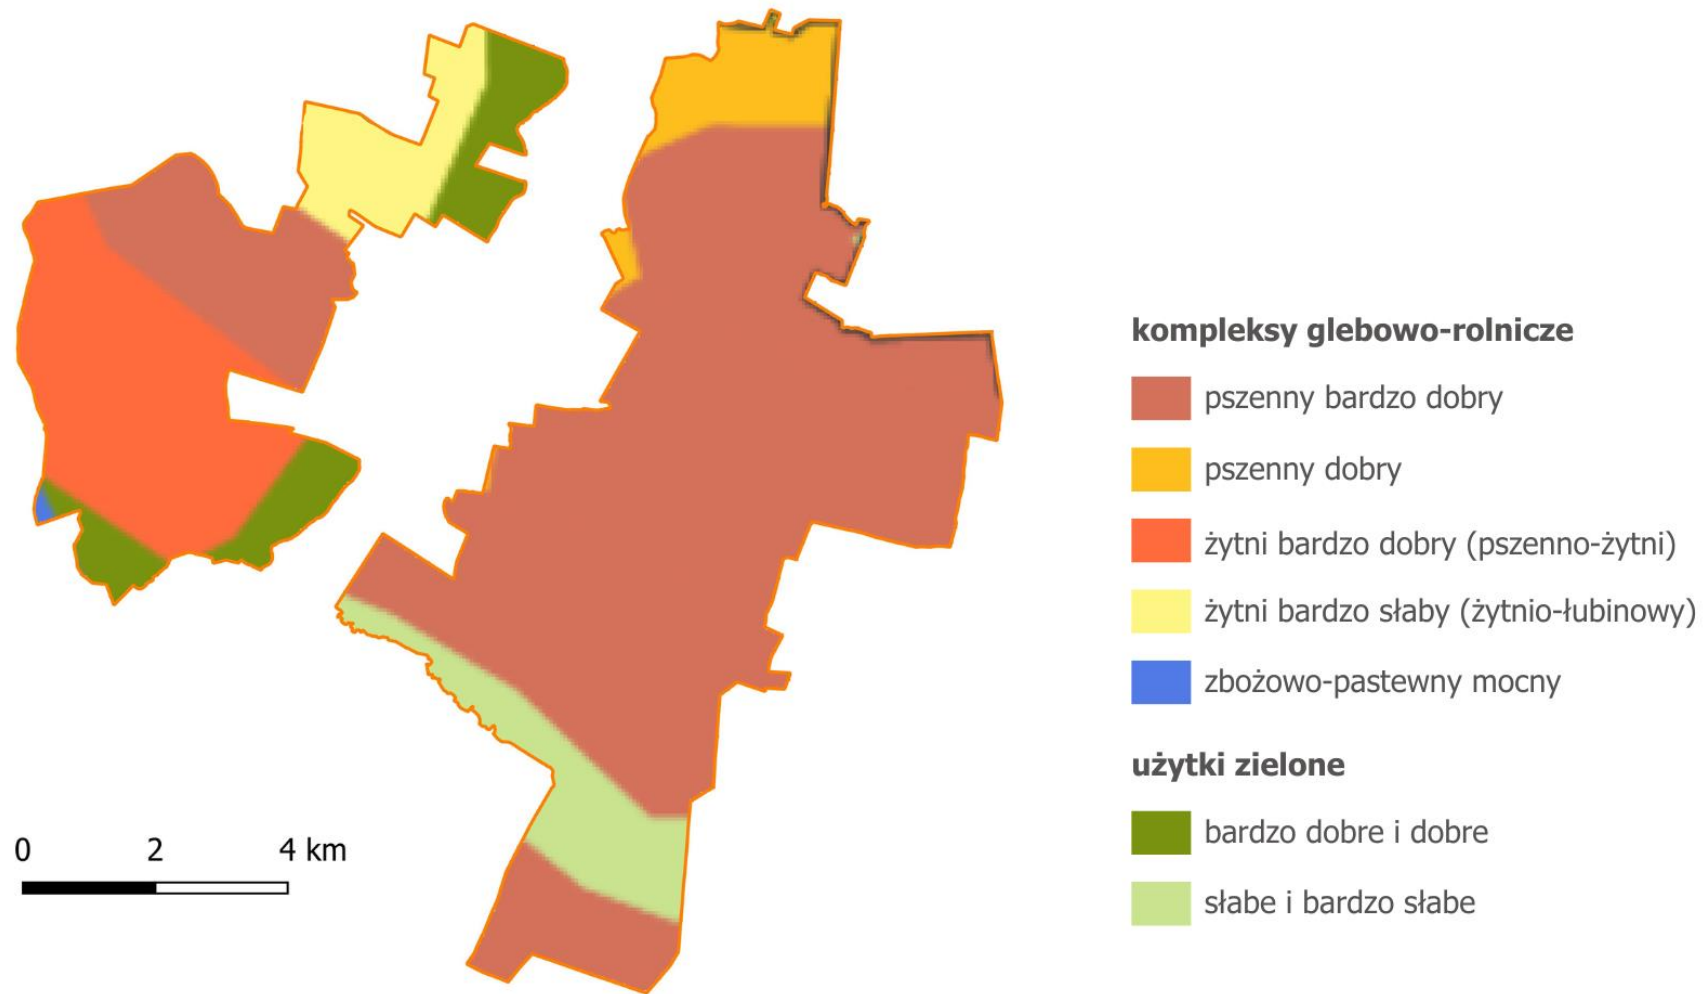 kompleksy glebowo-rolnicze
pszenny bardzo dobry
pszenny dobry
żytni bardzo dobry (pszenno-żytni)
żytni bardzo słaby (żytnio-łubinowy)
zbożowo-pastewny mocny
użytki zielone
bardzo dobre i dobre
słabe i bardzo słabe
0 2 4 km